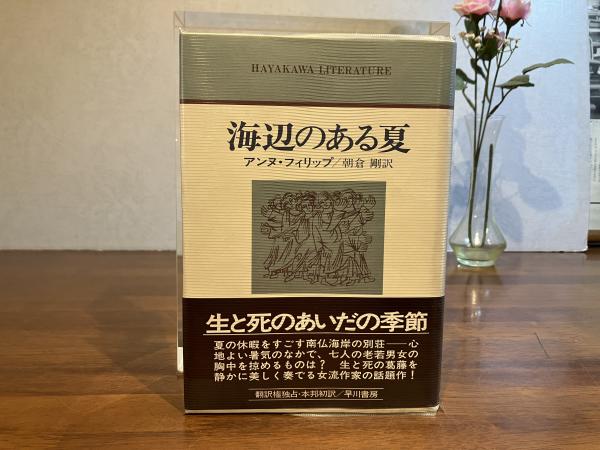 HAYAKAWA LITERATURE
海辺のある夏
アンヌ・フィリップ/朝倉 剛訳
生と死のあいだの季節
夏の休暇をすごす南仏海岸の別荘——心
地よい暑気のなかで、七人の老若男女の
胸中を掠めるものは? 生と死の葛藤を
静かに美しく奏でる女流作家の話題作!
翻訳権独占・本邦初訳/早川書房